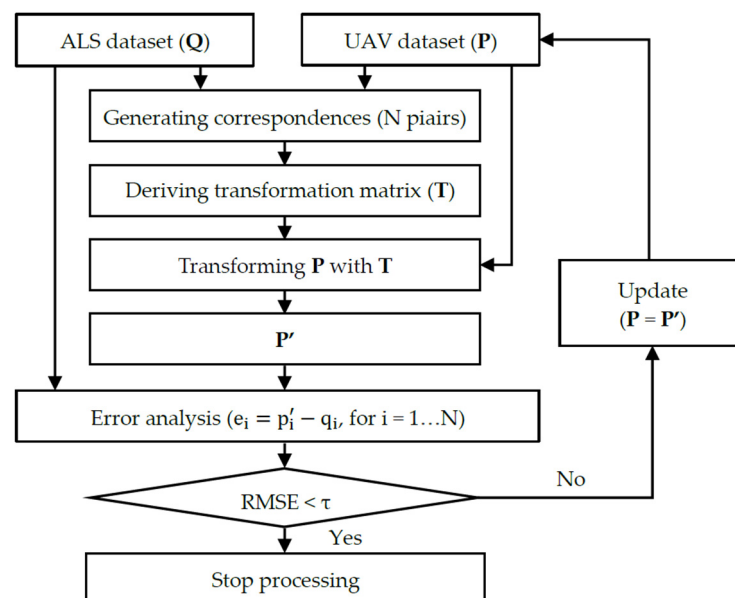 ALS dataset (Q)
UAV dataset (P)
Generating correspondences (N piairs)
Deriving transformation matrix (T)
Transforming P with T
Update
(P = P′)
P′
Error analysis (eᵢ = p′ᵢ − qᵢ, for i = 1…N)
No
RMSE < τ
Yes
Stop processing